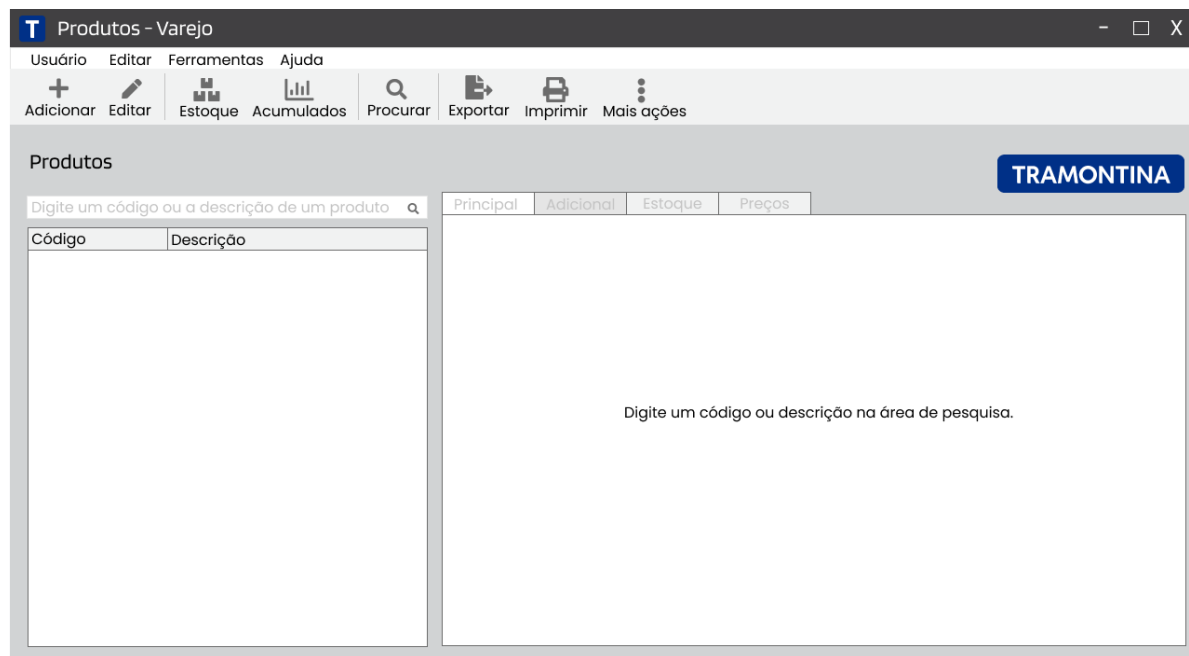 T Produtos - Varejo - X
Usuário Editar Ferramentas Ajuda
Adicionar Editar Estoque Acumulados Procurar Exportar Imprimir Mais ações
Produtos
TRAMONTINA
Digite um código ou a descrição de um produto
Principal Adicional Estoque Preços
Código Descrição
Digite um código ou descrição na área de pesquisa.